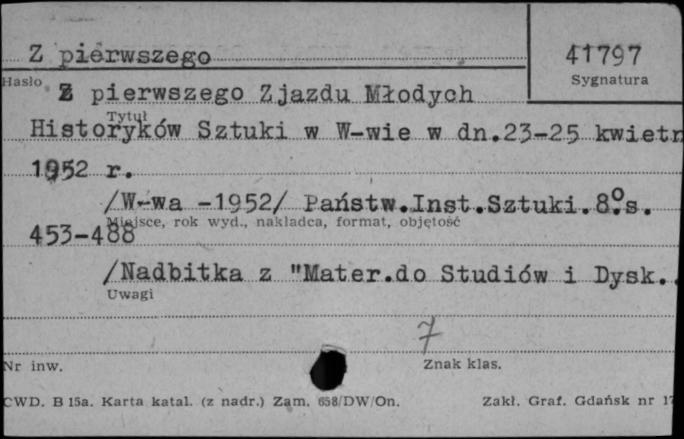 Z pierwszego
41797
Hasło
Sygnatura
Z pierwszego Zjazdu Młodych
Tytuł
Historyków Sztuki w W-wie w dn.23-25 kwietn
1952 r.
/W-wa -1952/ Państw.Inst.Sztuki.8°s.
Miejsce, rok wyd., nakładca, format, objętość
453-488
/Nadbitka z "Mater.do Studiów i Dysk..
Uwagi
7
Nr inw.
Znak klas.
CWD. B 15a. Karta katal. (z nadr.) Zam. 658/DW/On.
Zakł. Graf. Gdańsk nr 17